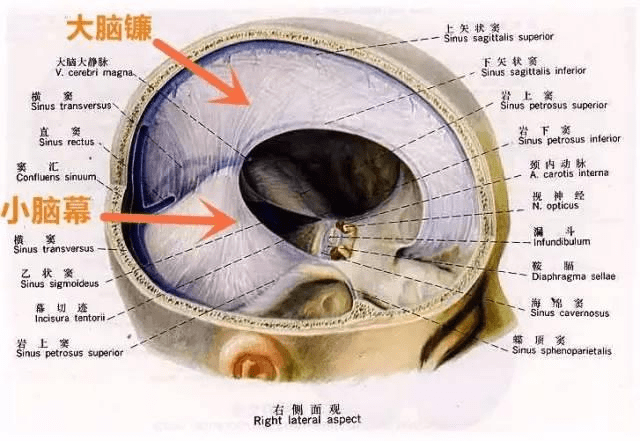 大脑镰
小脑幕
大脑大静脉
V. cerebri magna
横 窦
Sinus transversus
直 窦
Sinus rectus
窦 汇
Confluens sinuum
横 窦
Sinus transversus
乙 状 窦
Sinus sigmoideus
幕 切 迹
Incisura tentorii
岩 上 窦
Sinus petrosus superior
上 矢 状 窦
Sinus sagittalis superior
下 矢 状 窦
Sinus sagittalis inferior
岩 上 窦
Sinus petrosus superior
岩 下 窦
Sinus petrosus inferior
颈 内 动 脉
A. carotis interna
视 神 经
N. opticus
漏 斗
Infundibulum
鞍 膈
Diaphragma sellae
海 绵 窦
Sinus cavernosus
蝶 顶 窦
Sinus sphenoparietalis
右 侧 面 观
Right lateral aspect